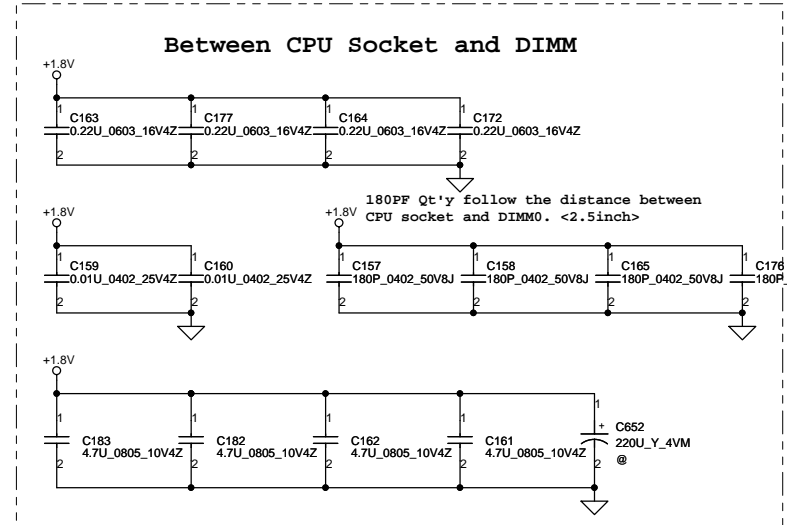 Between CPU Socket and DIMM
+1.8V
1 1 1 1
C163 C177 C164 C172
0.22U_0603_16V4Z 0.22U_0603_16V4Z 0.22U_0603_16V4Z 0.22U_0603_16V4Z
2 2 2 2
180PF Qt'y follow the distance between
CPU socket and DIMM0. <2.5inch>
+1.8V +1.8V
1 1 1 1 1 1
C159 C160 C157 C158 C165 C176
0.01U_0402_25V4Z 0.01U_0402_25V4Z 180P_0402_50V8J 180P_0402_50V8J 180P_0402_50V8J 180P_
2 2 2 2 2 2
+1.8V
1 1 1 1 1
C183 C182 C162 C161 + C652
4.7U_0805_10V4Z 4.7U_0805_10V4Z 4.7U_0805_10V4Z 4.7U_0805_10V4Z 220U_Y_4VM
2 2 2 2 2 @